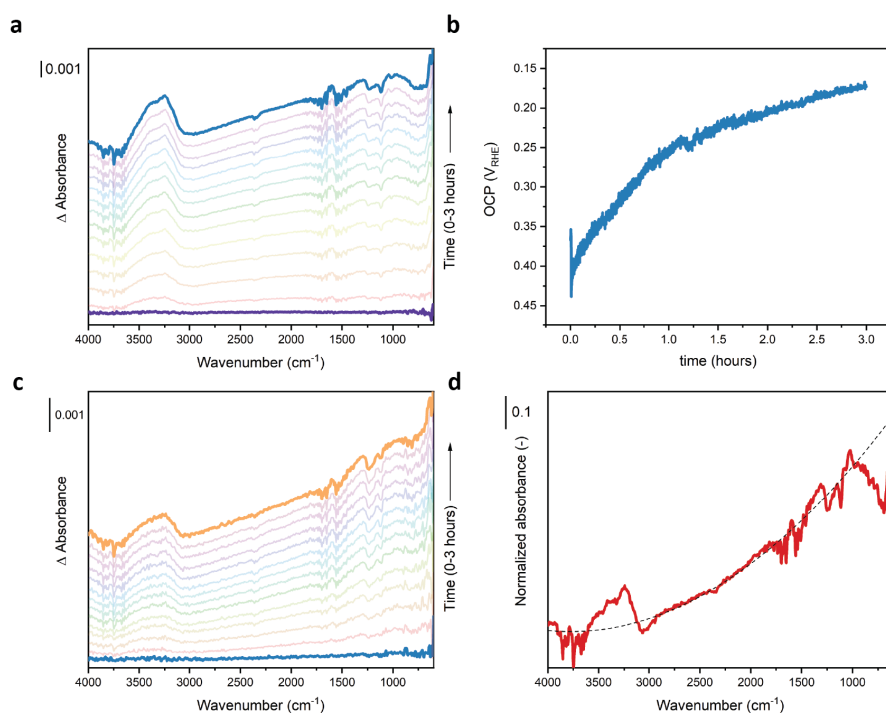 a
0.001
Δ Absorbance
Time (0-3 hours)
4000 3500 3000 2500 2000 1500 1000
Wavenumber (cm⁻¹)
b
0.15
0.20
0.25
0.30
0.35
0.40
0.45
OCP (V_RHE)
0.0 0.5 1.0 1.5 2.0 2.5 3.0
time (hours)
c
0.001
Δ Absorbance
Time (0-3 hours)
4000 3500 3000 2500 2000 1500 1000
Wavenumber (cm⁻¹)
d
0.1
Normalized absorbance (-)
4000 3500 3000 2500 2000 1500 1000
Wavenumber (cm⁻¹)